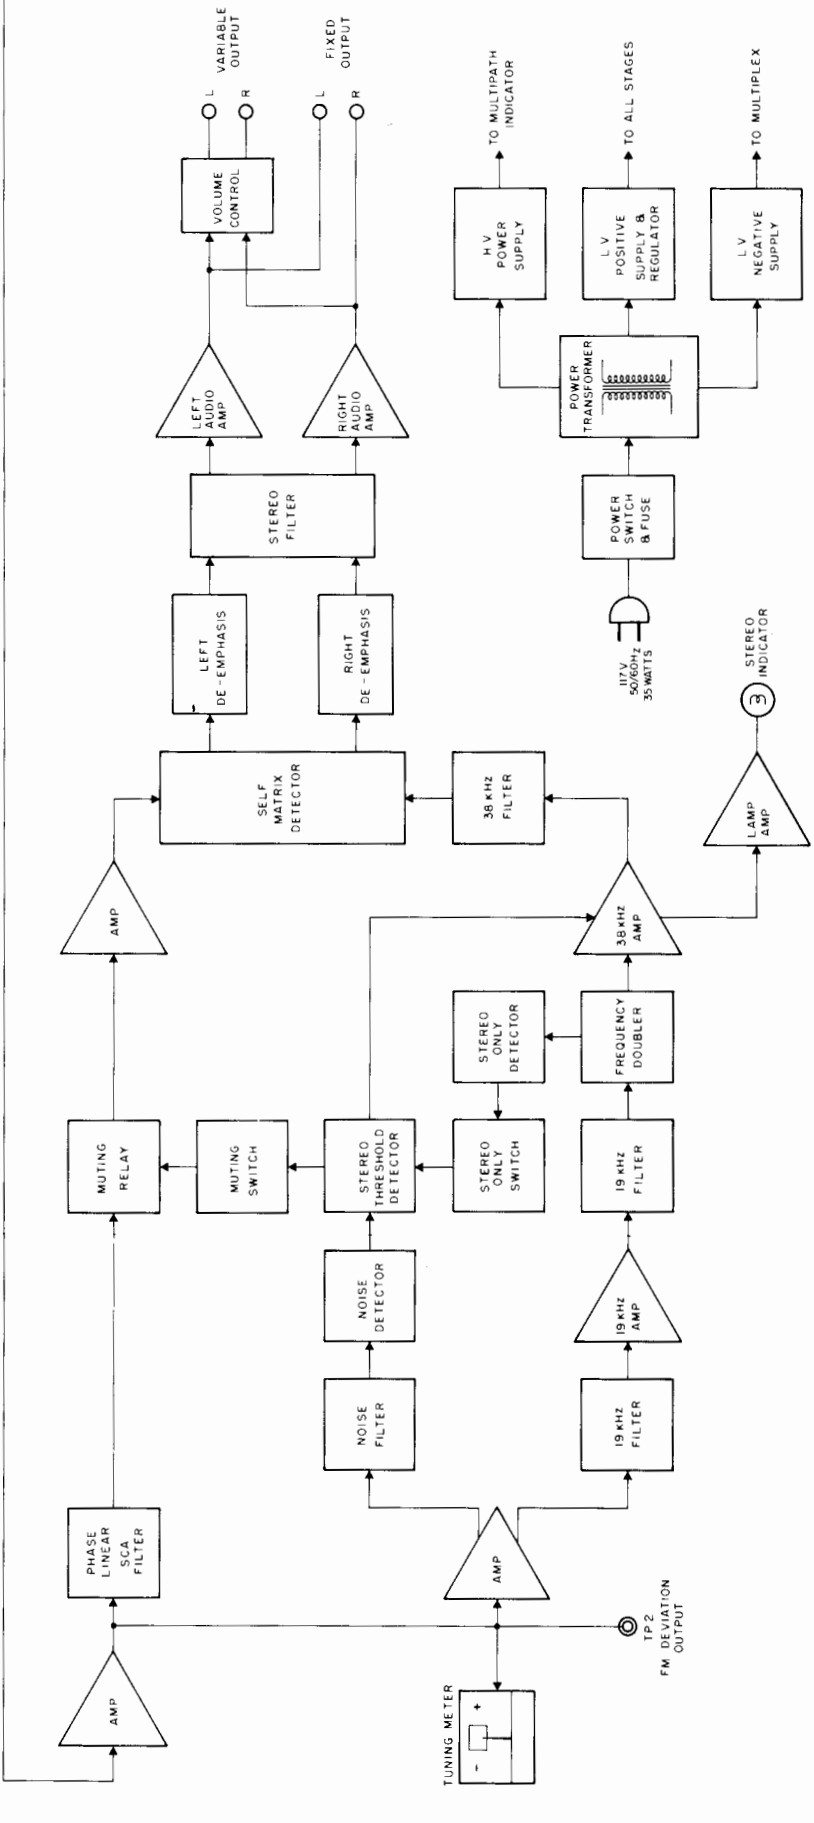 AMP
PHASE
LINEAR
SCA
FILTER
MUTING
RELAY
AMP
SELF
MATRIX
DETECTOR
LEFT
DE-EMPHASIS
RIGHT
DE-EMPHASIS
STEREO
FILTER
LEFT
AUDIO
AMP
RIGHT
AUDIO
AMP
VOLUME
CONTROL
L
R
VARIABLE
OUTPUT
L
R
FIXED
OUTPUT
MUTING
SWITCH
NOISE
FILTER
NOISE
DETECTOR
STEREO
THRESHOLD
DETECTOR
STEREO
ONLY
SWITCH
STEREO
ONLY
DETECTOR
38 KHz
FILTER
TUNING METER
- +
AMP
TP 2
FM DEVIATION
OUTPUT
19 KHz
FILTER
19 KHz
AMP
19 KHz
FILTER
FREQUENCY
DOUBLER
38 KHz
AMP
LAMP
AMP
STEREO
INDICATOR
117 V
50/60Hz
35 WATTS
POWER
SWITCH
& FUSE
POWER
TRANSFORMER
HV
POWER
SUPPLY
TO MULTIPATH
INDICATOR
LV
POSITIVE
SUPPLY &
REGULATOR
TO ALL STAGES
LV
NEGATIVE
SUPPLY
TO MULTIPLEX